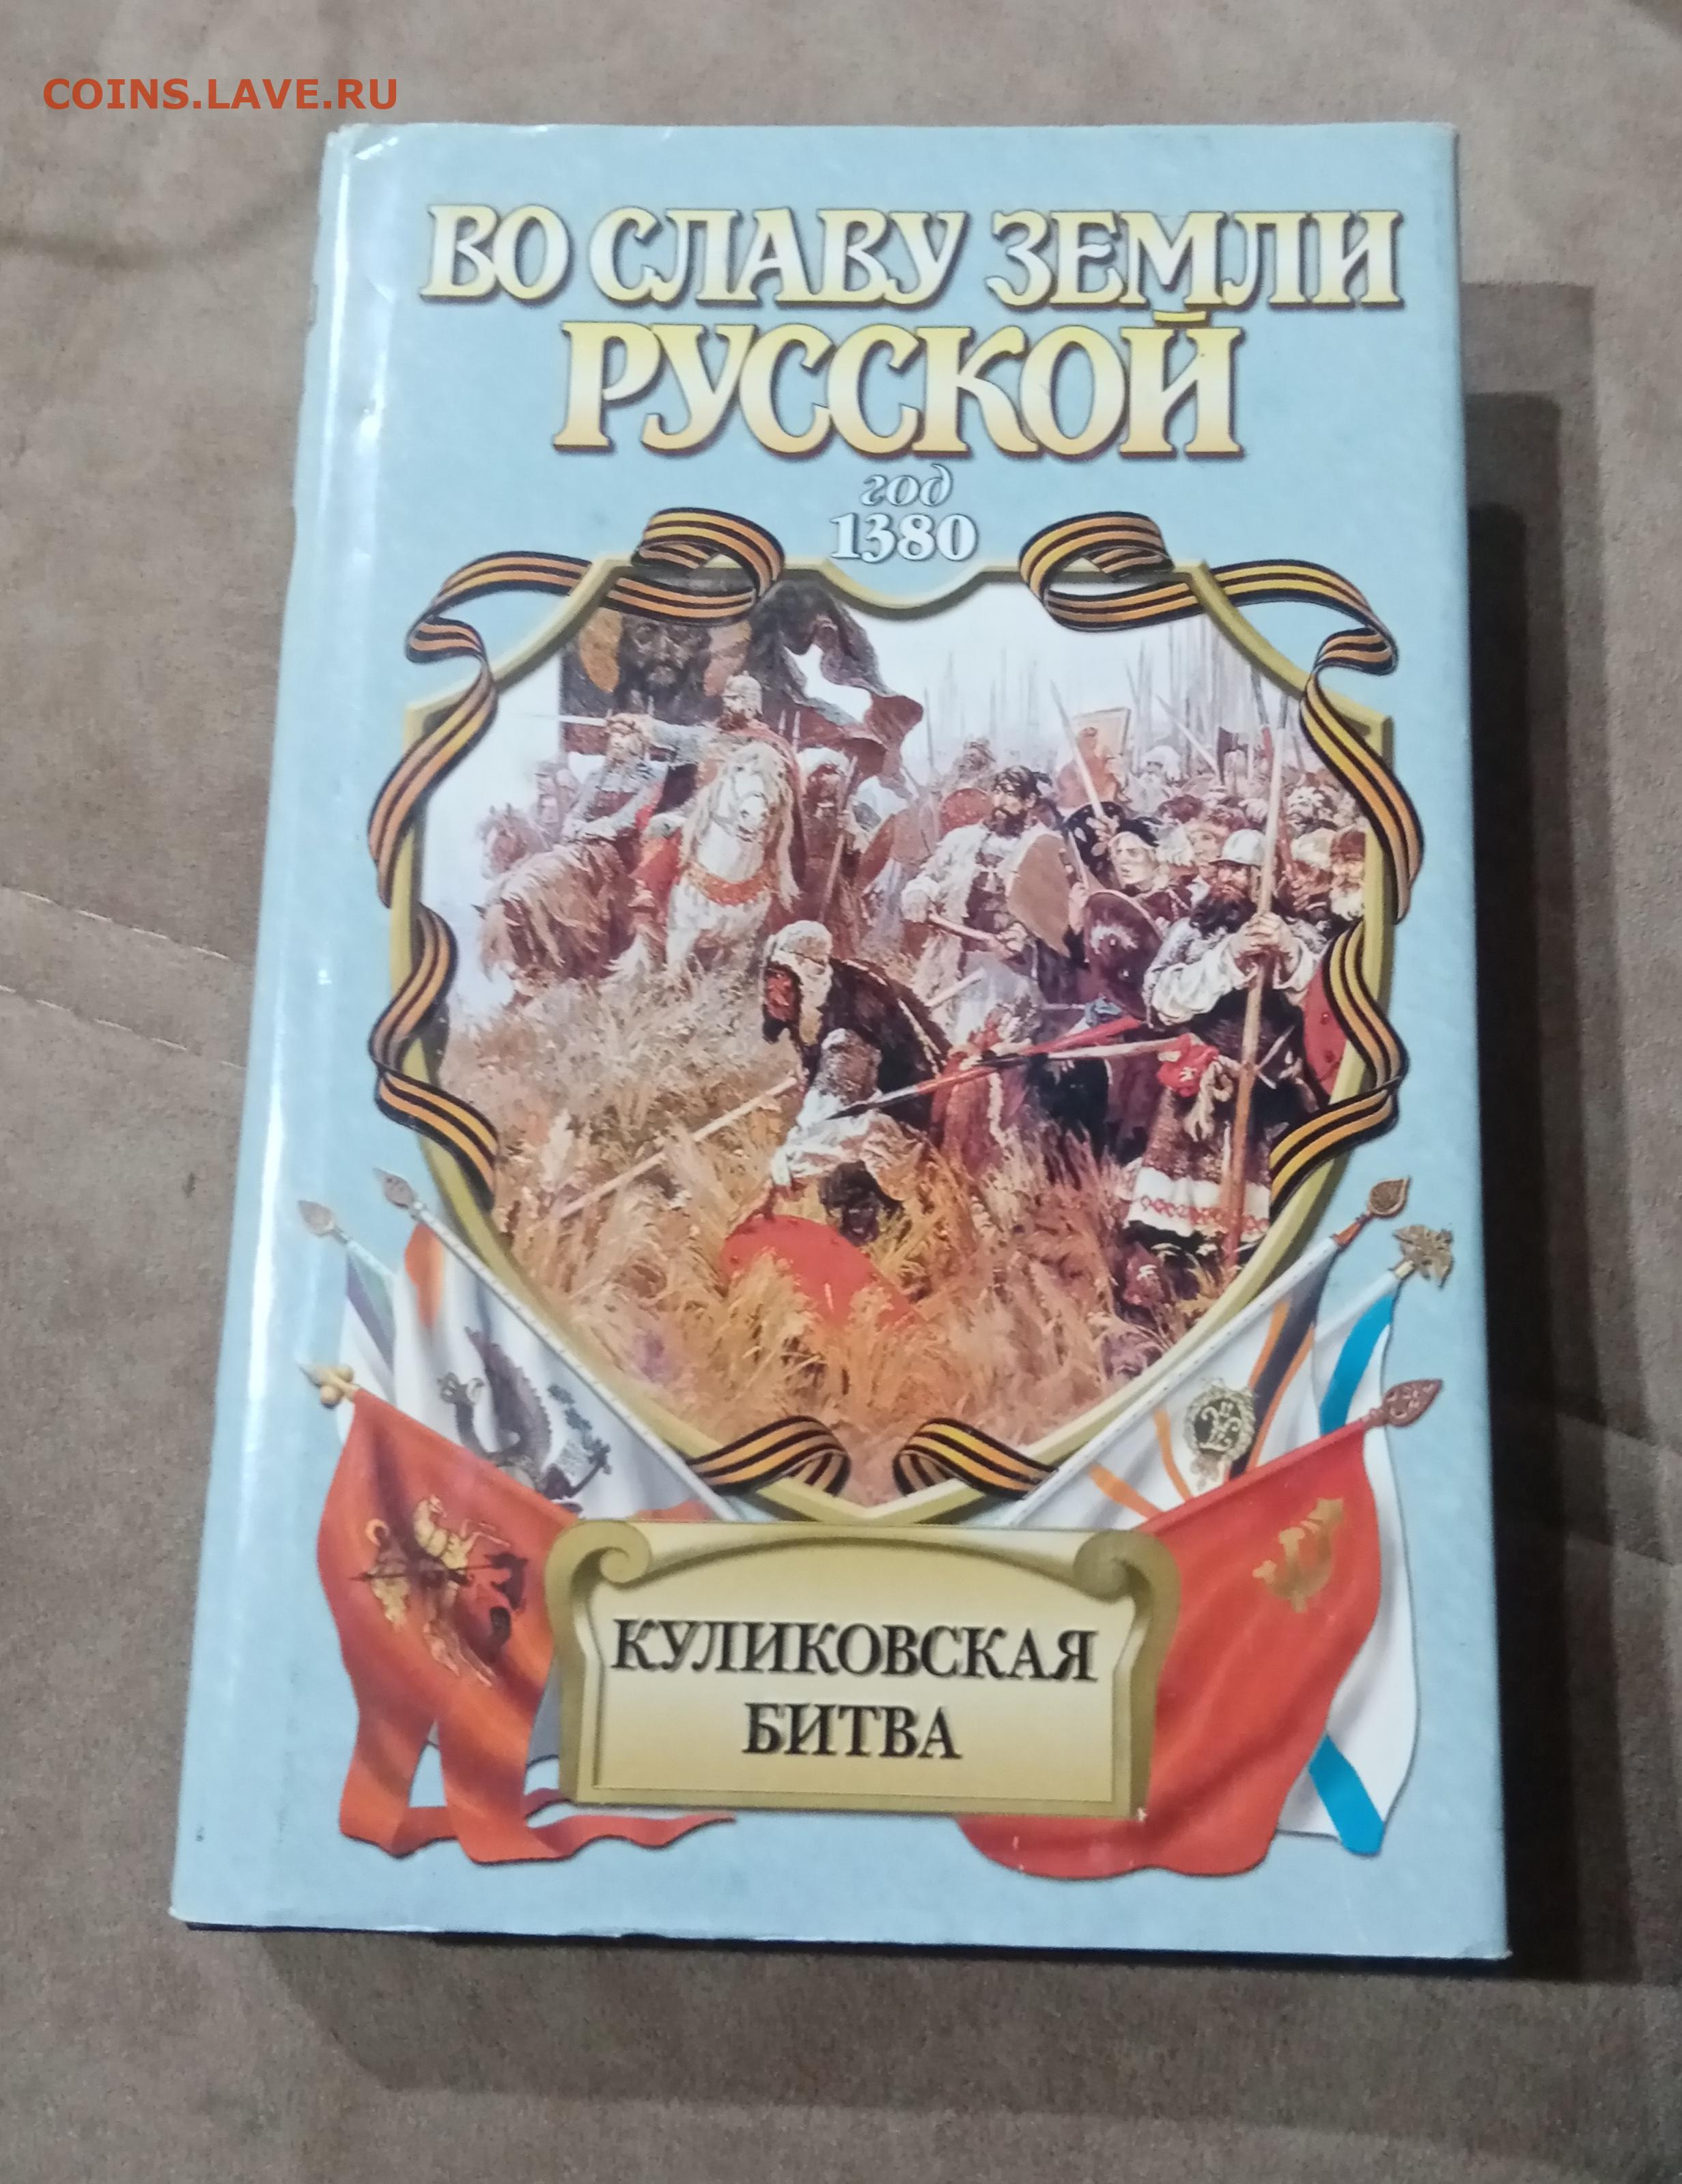 COINS.LAVE.RU
ВО СЛАВУ ЗЕМЛИ
РУССКОЙ
год
1380
КУЛИКОВСКАЯ
БИТВА